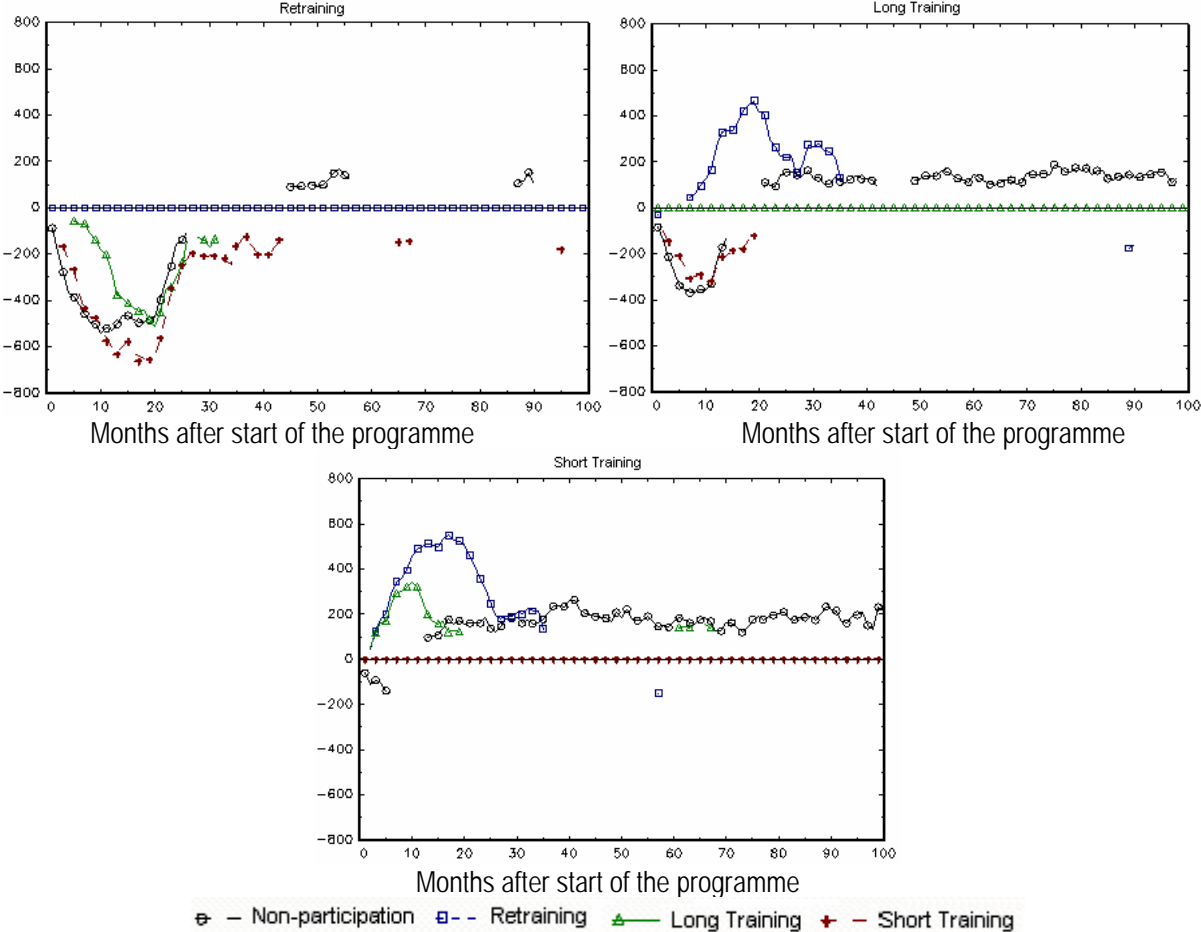 Retraining
800
600
400
200
0
−200
−400
−600
−800
0 10 20 30 40 50 60 70 80 90 100
Months after start of the programme
Long Training
800
600
400
200
0
−200
−400
−600
−800
0 10 20 30 40 50 60 70 80 90 100
Months after start of the programme
Short Training
800
600
400
200
0
−200
−400
−600
−800
0 10 20 30 40 50 60 70 80 90 100
Months after start of the programme
Non-participation Retraining Long Training Short Training